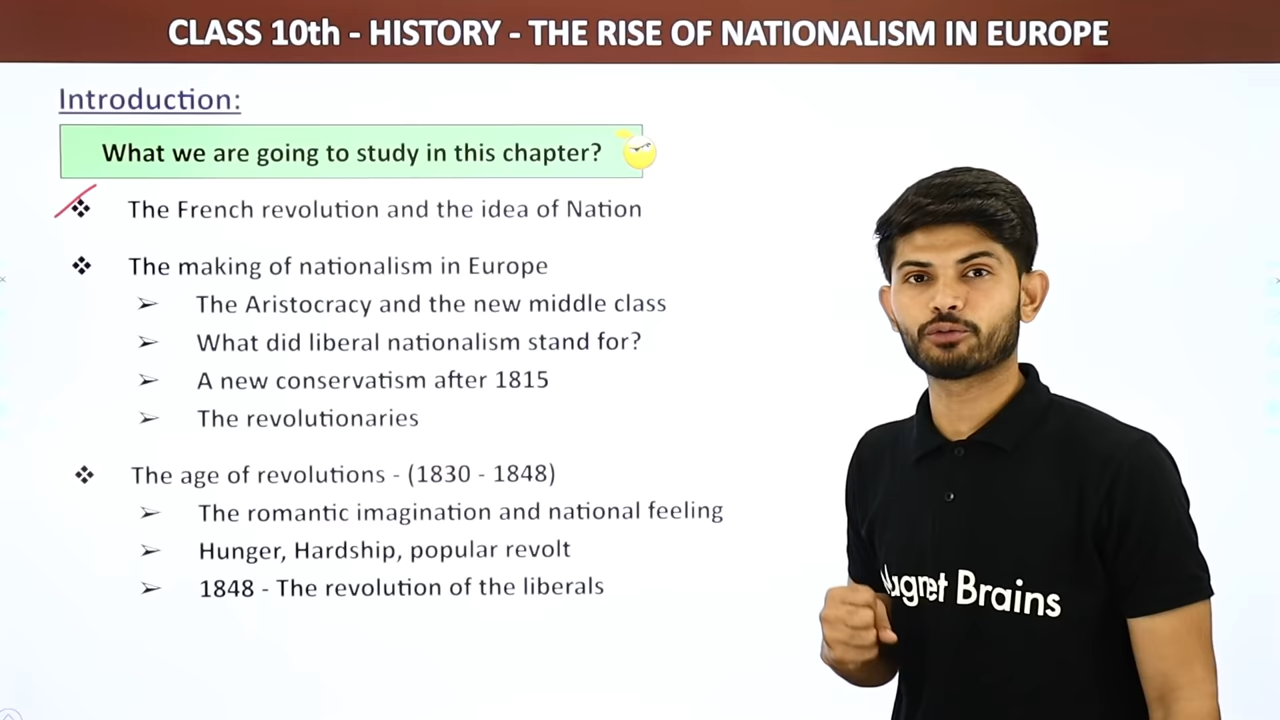 CLASS 10th - HISTORY - THE RISE OF NATIONALISM IN EUROPE
Introduction:
What we are going to study in this chapter?
❖ The French revolution and the idea of Nation
❖ The making of nationalism in Europe
➢ The Aristocracy and the new middle class
➢ What did liberal nationalism stand for?
➢ A new conservatism after 1815
➢ The revolutionaries
❖ The age of revolutions - (1830 - 1848)
➢ The romantic imagination and national feeling
➢ Hunger, Hardship, popular revolt
➢ 1848 - The revolution of the liberals
Brains